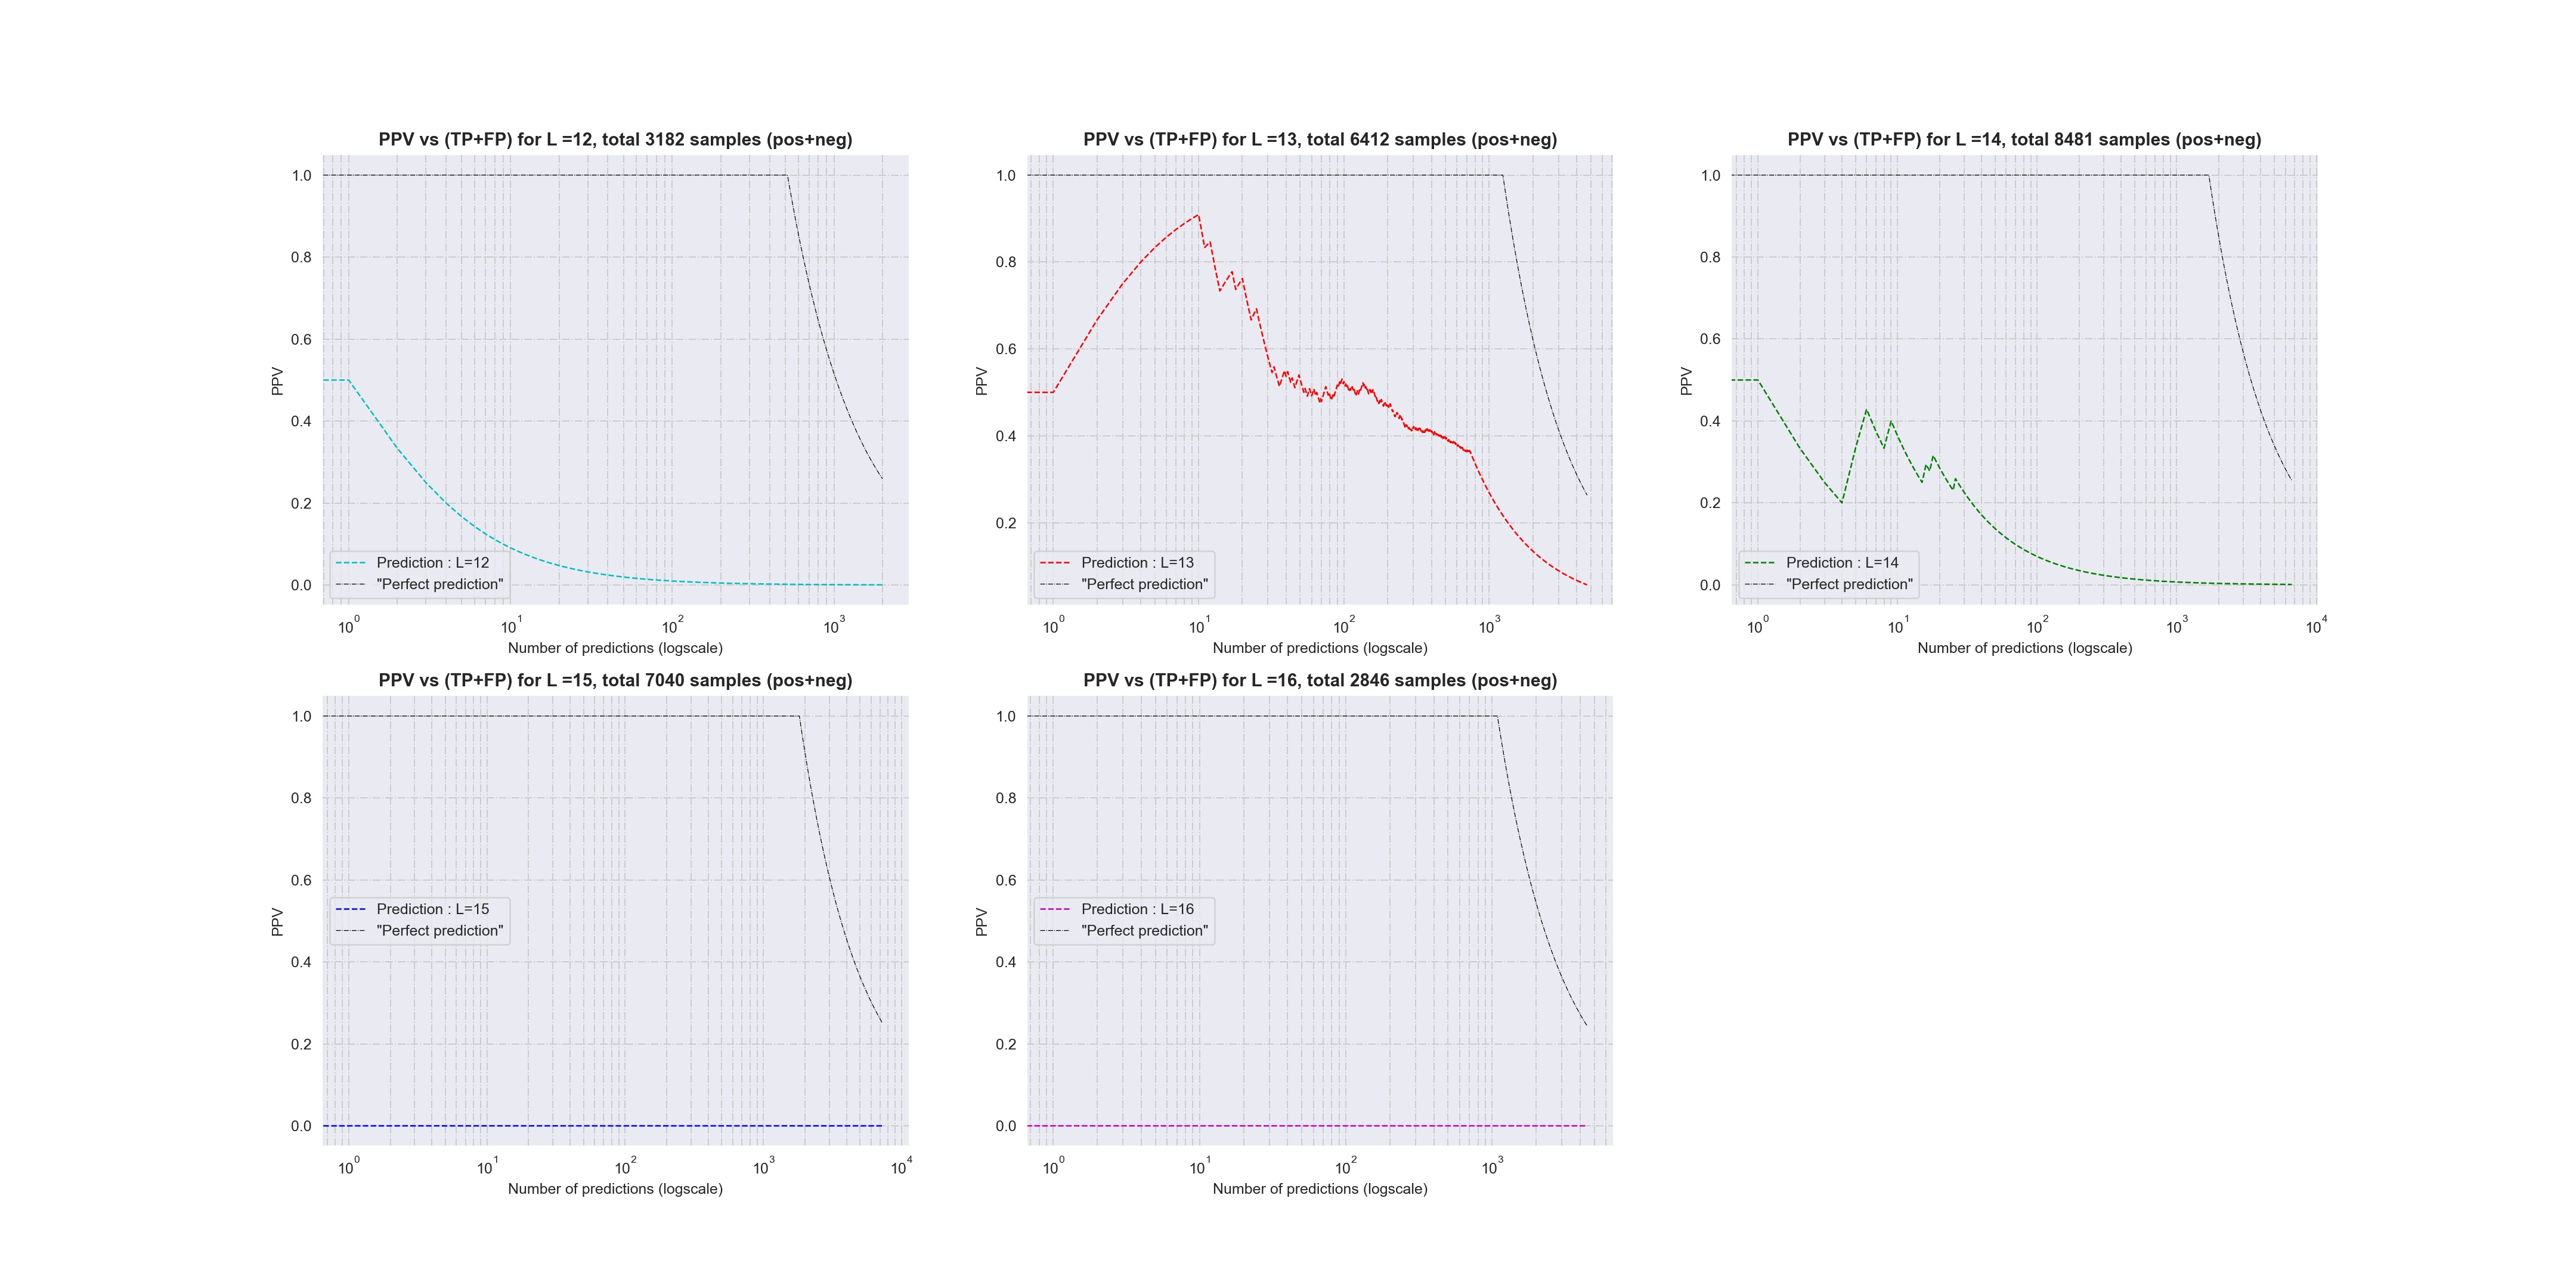 PPV vs (TP+FP) for L =12, total 3182 samples (pos+neg)
1.0
0.8
0.6
0.4
0.2
0.0
PPV
Prediction : L=12
"Perfect prediction"
10^0 10^1 10^2 10^3
Number of predictions (logscale)
PPV vs (TP+FP) for L =13, total 6412 samples (pos+neg)
1.0
0.8
0.6
0.4
0.2
PPV
Prediction : L=13
"Perfect prediction"
10^0 10^1 10^2 10^3
Number of predictions (logscale)
PPV vs (TP+FP) for L =14, total 8481 samples (pos+neg)
1.0
0.8
0.6
0.4
0.2
0.0
PPV
Prediction : L=14
"Perfect prediction"
10^0 10^1 10^2 10^3 10^4
Number of predictions (logscale)
PPV vs (TP+FP) for L =15, total 7040 samples (pos+neg)
1.0
0.8
0.6
0.4
0.2
0.0
PPV
Prediction : L=15
"Perfect prediction"
10^0 10^1 10^2 10^3 10^4
Number of predictions (logscale)
PPV vs (TP+FP) for L =16, total 2846 samples (pos+neg)
1.0
0.8
0.6
0.4
0.2
0.0
PPV
Prediction : L=16
"Perfect prediction"
10^0 10^1 10^2 10^3
Number of predictions (logscale)